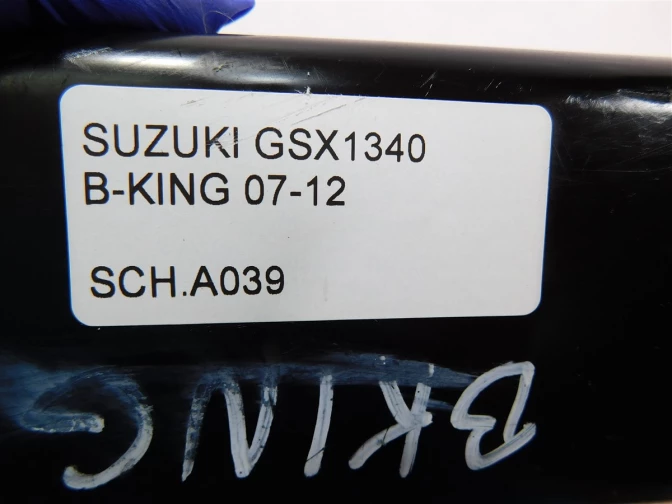 SUZUKI GSX1340
B-KING 07-12
SCH.A039
BKING